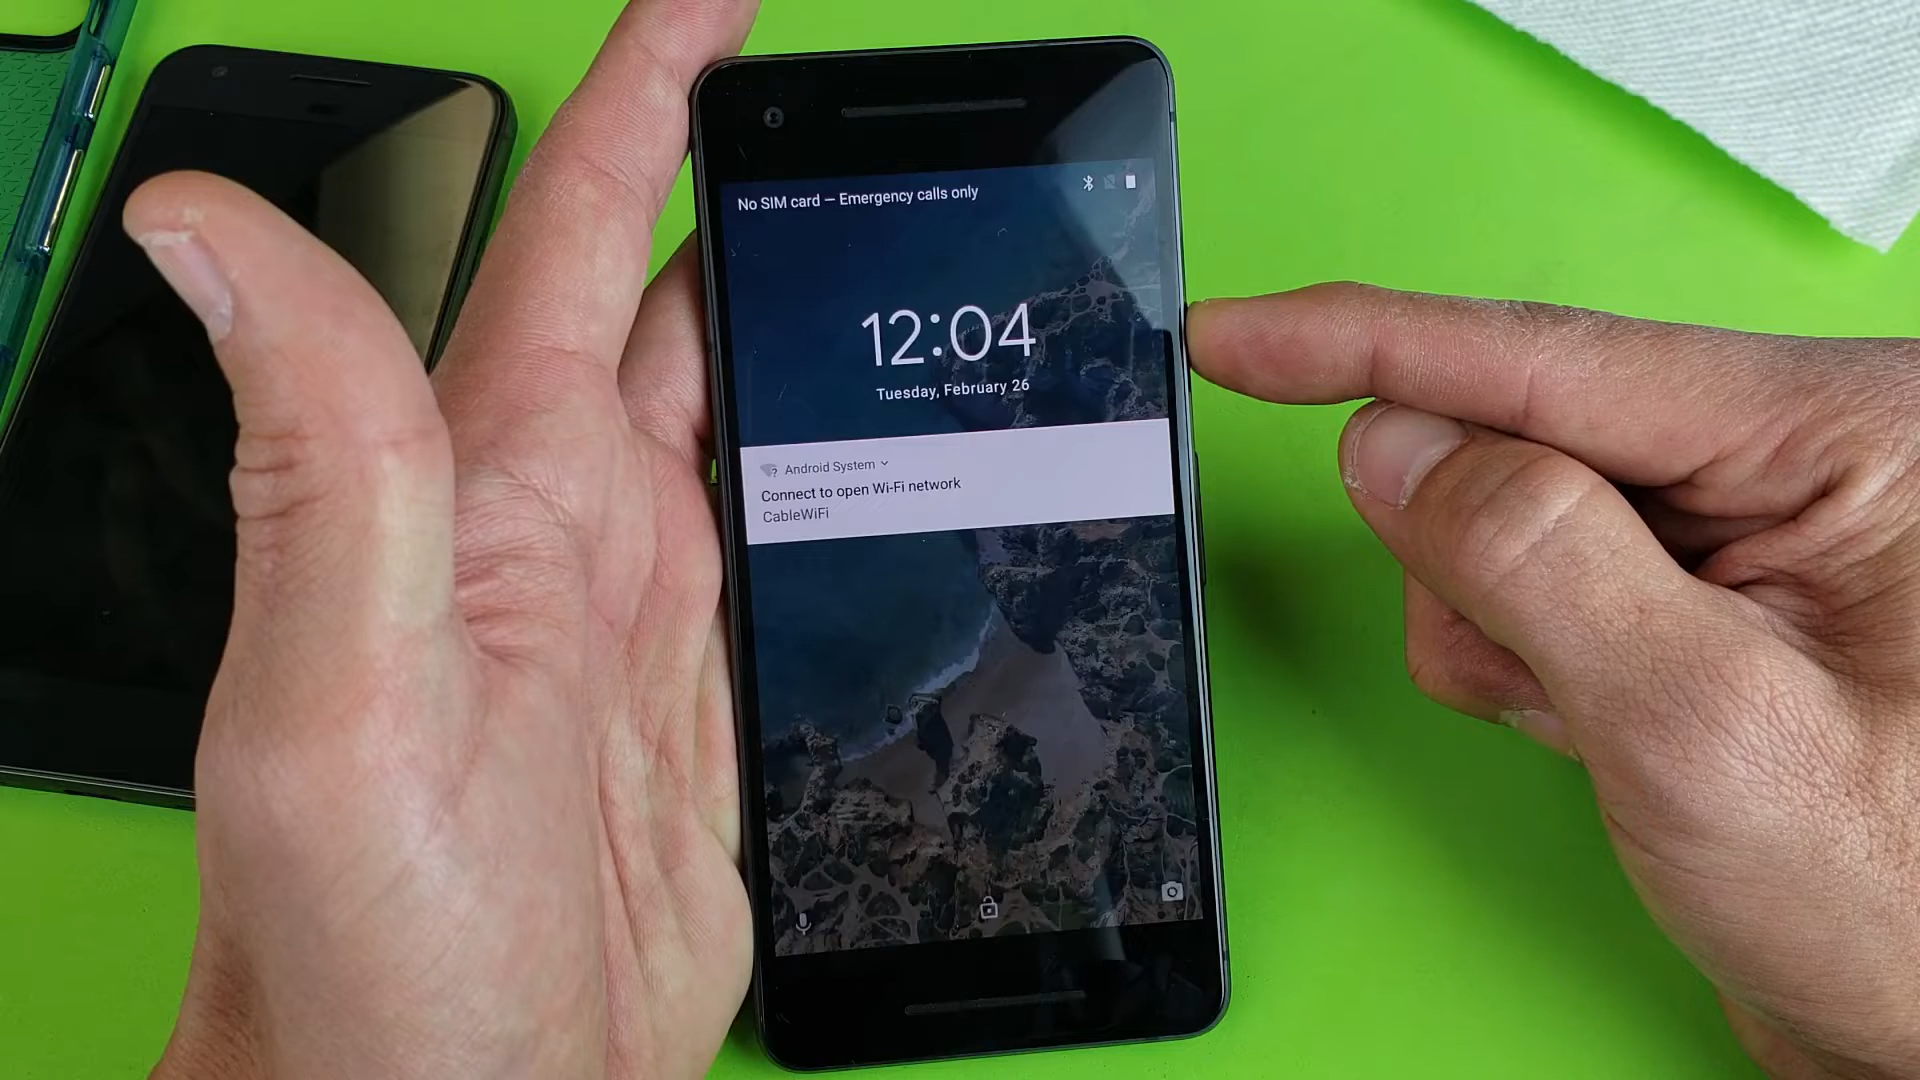 No SIM card — Emergency calls only
12:04
Tuesday, February 26
Android System
Connect to open Wi-Fi network
CableWiFi